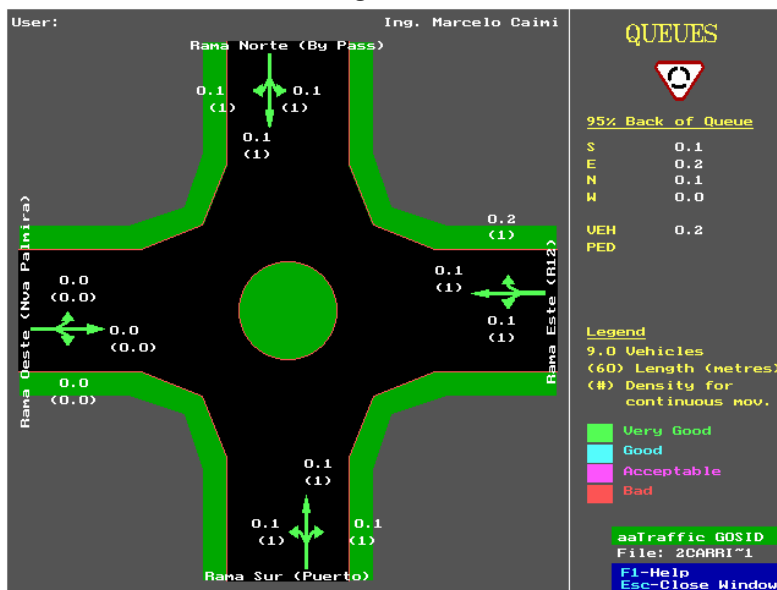 User:
Ing. Marcelo Caimi
Rama Norte (By Pass)
0.1
(1)
0.1
(1)
0.1
(1)
0.2
(1)
0.1
(1)
0.1
(1)
Rama Este (R12)
Rama Oeste (Nva Palmira)
0.0
(0.0)
0.0
(0.0)
0.0
(0.0)
0.1
(1)
0.1
(1)
0.1
(1)
Rama Sur (Puerto)
QUEUES
95% Back of Queue
S 0.1
E 0.2
N 0.1
W 0.0
VEH 0.2
PED
Legend
9.0 Vehicles
(60) Length (metres)
(#) Density for
continuous mov.
Very Good
Good
Acceptable
Bad
aaTraffic GOSID
File: 2CARRI~1
F1-Help
Esc-Close Window